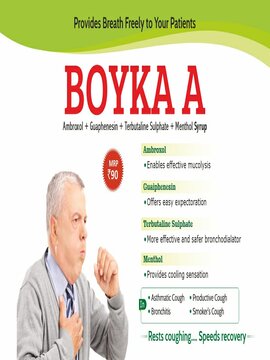 Provides Breath Freely to Your Patients
BOYKA A
Ambroxol + Guaphenesin + Terbutaline Sulphate + Menthol Syrup
MRP
₹90
Ambroxol
•Enables effective mucolysis
Guaiphenesin
•Offers easy expectoration
Terbutaline Sulphate
• More effective and safer bronchodialator
Menthol
•Provides cooling sensation
In
• Asthmatic Cough • Productive Cough
• Bronchitis • Smoker's Cough
Rests coughing.... Speeds recovery